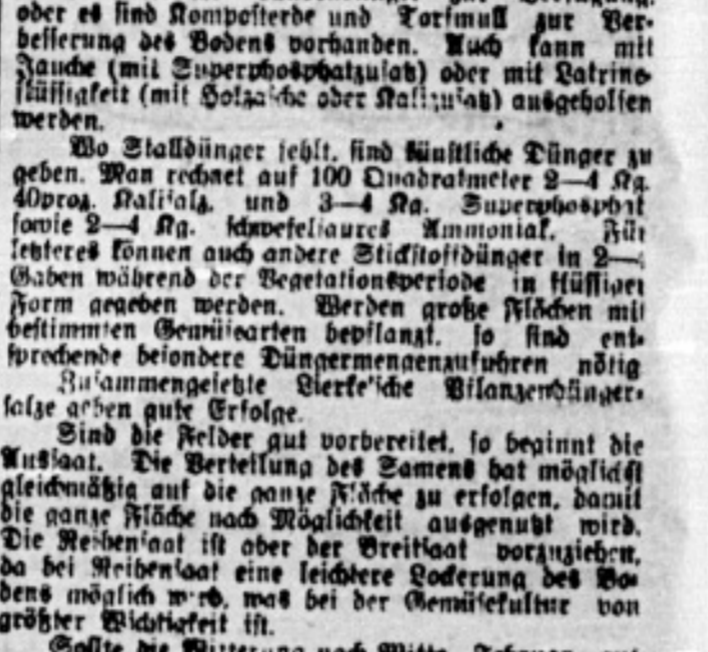 oder es sind Komposterde und Torfmull zur Ver-
besserung des Bodens vorhanden. Auch kann mit
Jauche (mit Superphosphatzusatz) oder mit Latrine-
flüssigkeit (mit Holzasche oder Kalizusatz) ausgeholfen
werden.
Wo Stalldünger fehlt, sind künstliche Dünger zu
geben. Man rechnet auf 100 Quadratmeter 2—4 Kg.
40proz. Kalisalz, und 3—4 Kg. Superphosphat
sowie 2—4 Kg. schwefelsaures Ammoniak. Für
letzteres können auch andere Stickstoffdünger in 2—
Gaben während der Vegetationsperiode in flüssiger
Form gegeben werden. Werden große Flächen mit
bestimmten Gemüsearten bepflanzt, so sind ent-
sprechende besondere Düngermengenzufuhren nötig
Zusammengesetzte Pflanzendünger-
salze geben gute Erfolge.
Sind die Felder gut vorbereitet, so beginnt die
Aussaat. Die Verteilung des Samens hat möglichst
gleichmäßig auf die ganze Fläche zu erfolgen, damit
die ganze Fläche nach Möglichkeit ausgenutzt wird.
Die Reihensaat ist aber der Breitsaat vorzuziehen,
da bei Reihensaat eine leichtere Lockerung des Bo-
dens möglich wird, was bei der Gemüsekultur von
größter Wichtigkeit ist.
Sollte die Witterung nach Mitte